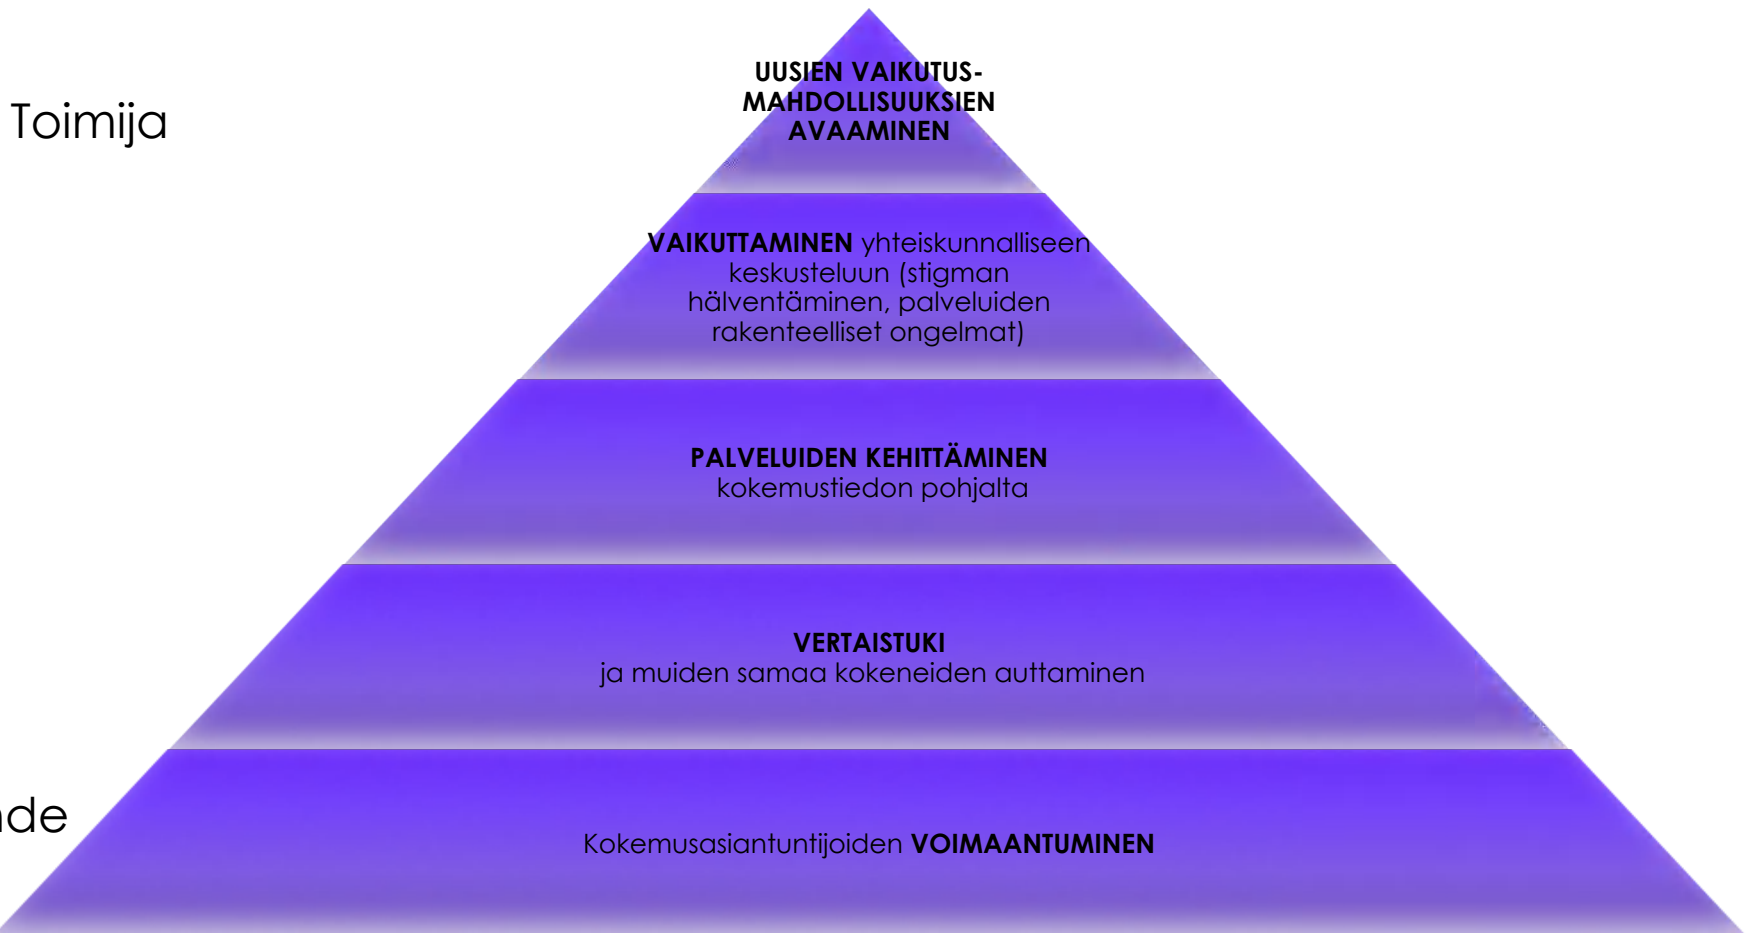 UUSIEN VAIKUTUS-
MAHDOLLISUUKSIEN
AVAAMINEN
Toimija
VAIKUTTAMINEN yhteiskunnalliseen
keskusteluun (stigman
hälventäminen, palveluiden
rakenteelliset ongelmat)
PALVELUIDEN KEHITTÄMINEN
kokemustiedon pohjalta
VERTAISTUKI
ja muiden samaa kokeneiden auttaminen
Kokemusasiantuntijoiden VOIMAANTUMINEN